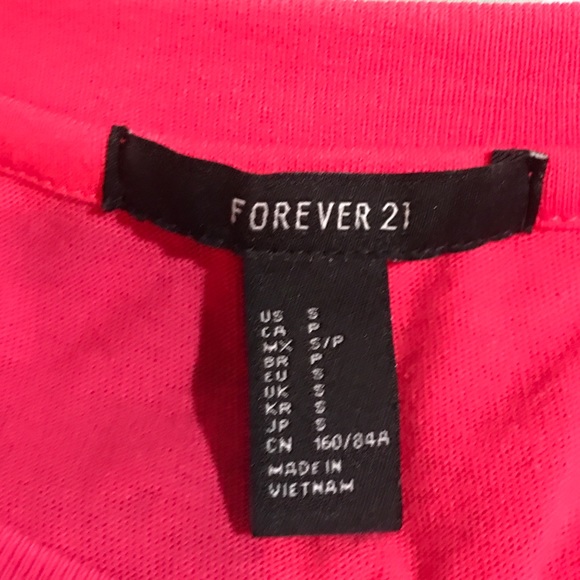 FOREVER 21
US S
CA P
MX S/P
BR P
EU S
UK S
KR S
JP S
CN 160/84A
MADE IN
VIETNAM